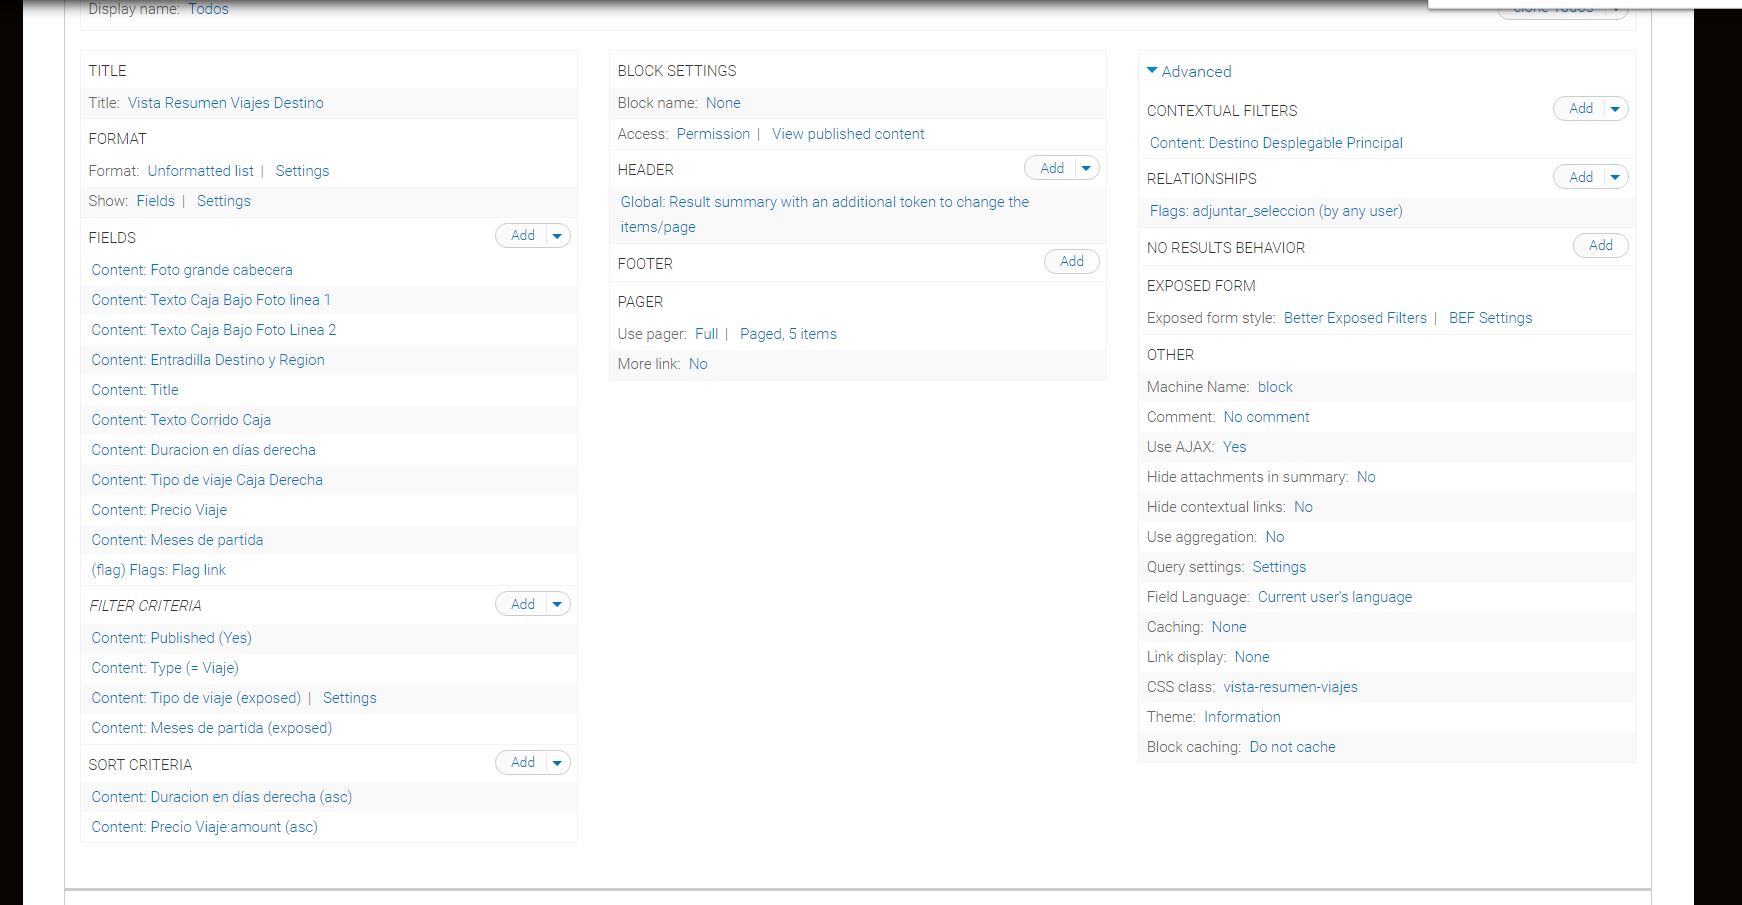 Display name: Todos
clone Todos
TITLE
Title: Vista Resumen Viajes Destino
FORMAT
Format: Unformatted list | Settings
Show: Fields | Settings
FIELDS
Add
Content: Foto grande cabecera
Content: Texto Caja Bajo Foto linea 1
Content: Texto Caja Bajo Foto Linea 2
Content: Entradilla Destino y Region
Content: Title
Content: Texto Corrido Caja
Content: Duracion en días derecha
Content: Tipo de viaje Caja Derecha
Content: Precio Viaje
Content: Meses de partida
(flag) Flags: Flag link
FILTER CRITERIA
Add
Content: Published (Yes)
Content: Type (= Viaje)
Content: Tipo de viaje (exposed) | Settings
Content: Meses de partida (exposed)
SORT CRITERIA
Add
Content: Duracion en días derecha (asc)
Content: Precio Viaje:amount (asc)
BLOCK SETTINGS
Block name: None
Access: Permission | View published content
HEADER
Add
Global: Result summary with an additional token to change the
items/page
FOOTER
Add
PAGER
Use pager: Full | Paged, 5 items
More link: No
Advanced
CONTEXTUAL FILTERS
Add
Content: Destino Desplegable Principal
RELATIONSHIPS
Add
Flags: adjuntar_seleccion (by any user)
NO RESULTS BEHAVIOR
Add
EXPOSED FORM
Exposed form style: Better Exposed Filters | BEF Settings
OTHER
Machine Name: block
Comment: No comment
Use AJAX: Yes
Hide attachments in summary: No
Hide contextual links: No
Use aggregation: No
Query settings: Settings
Field Language: Current user's language
Caching: None
Link display: None
CSS class: vista-resumen-viajes
Theme: Information
Block caching: Do not cache